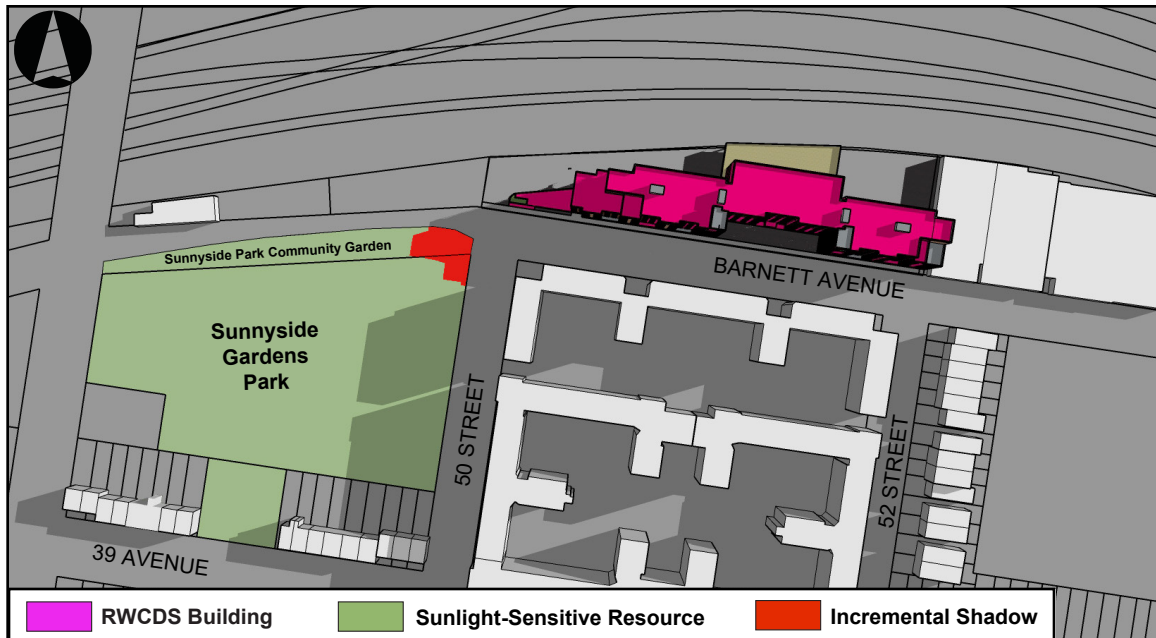 Sunnyside Park Community Garden
BARNETT AVENUE
Sunnyside
Gardens
Park
50 STREET
52 STREET
39 AVENUE
RWCDS Building
Sunlight-Sensitive Resource
Incremental Shadow